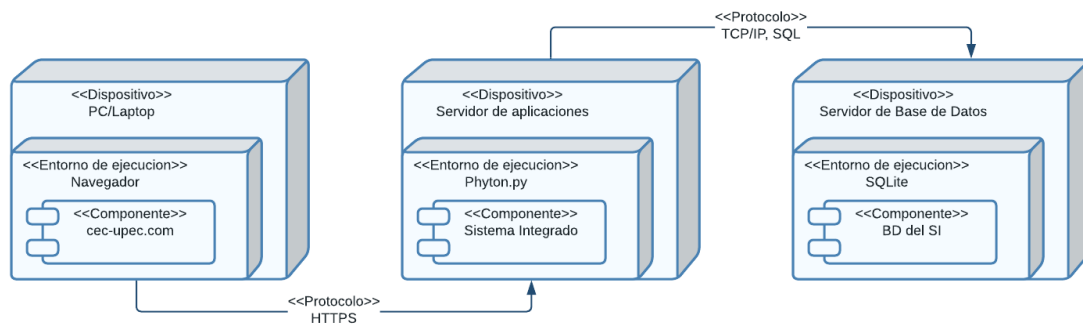 <<Protocolo>>
TCP/IP, SQL
<<Dispositivo>>
PC/Laptop
<<Entorno de ejecucion>>
Navegador
<<Componente>>
cec-upec.com
<<Dispositivo>>
Servidor de aplicaciones
<<Entorno de ejecucion>>
Phyton.py
<<Componente>>
Sistema Integrado
<<Dispositivo>>
Servidor de Base de Datos
<<Entorno de ejecucion>>
SQLite
<<Componente>>
BD del SI
<<Protocolo>>
HTTPS